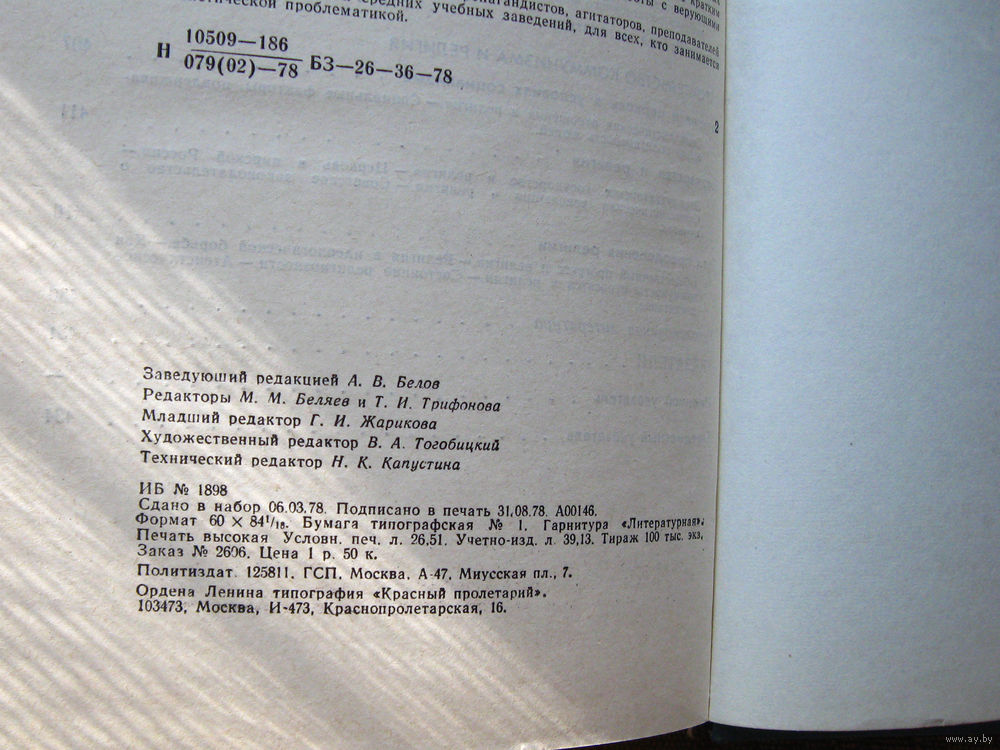 кратким
с верующими
агитаторов, преподавателей
средних учебных заведений, для всех, кто занимается
проблематикой.
Н 10509—186
079(02)—78 БЗ—26—36—78
2
Заведующий редакцией А. В. Белов
Редакторы М. М. Беляев и Т. И. Трифонова
Младший редактор Г. И. Жарикова
Художественный редактор В. А. Тогобицкий
Технический редактор Н. К. Капустина
ИБ № 1898
Сдано в набор 06.03.78. Подписано в печать 31.08.78. А00146.
Формат 60 × 84 1/16. Бумага типографская № 1. Гарнитура «Литературная».
Печать высокая Условн. печ. л. 26,51. Учетно-изд. л. 39,13. Тираж 100 тыс. экз.
Заказ № 2606. Цена 1 р. 50 к.
Политиздат. 125811, ГСП, Москва, А-47, Миусская пл., 7.
Ордена Ленина типография «Красный пролетарий».
103473, Москва, И-473, Краснопролетарская, 16.
www.ay.by